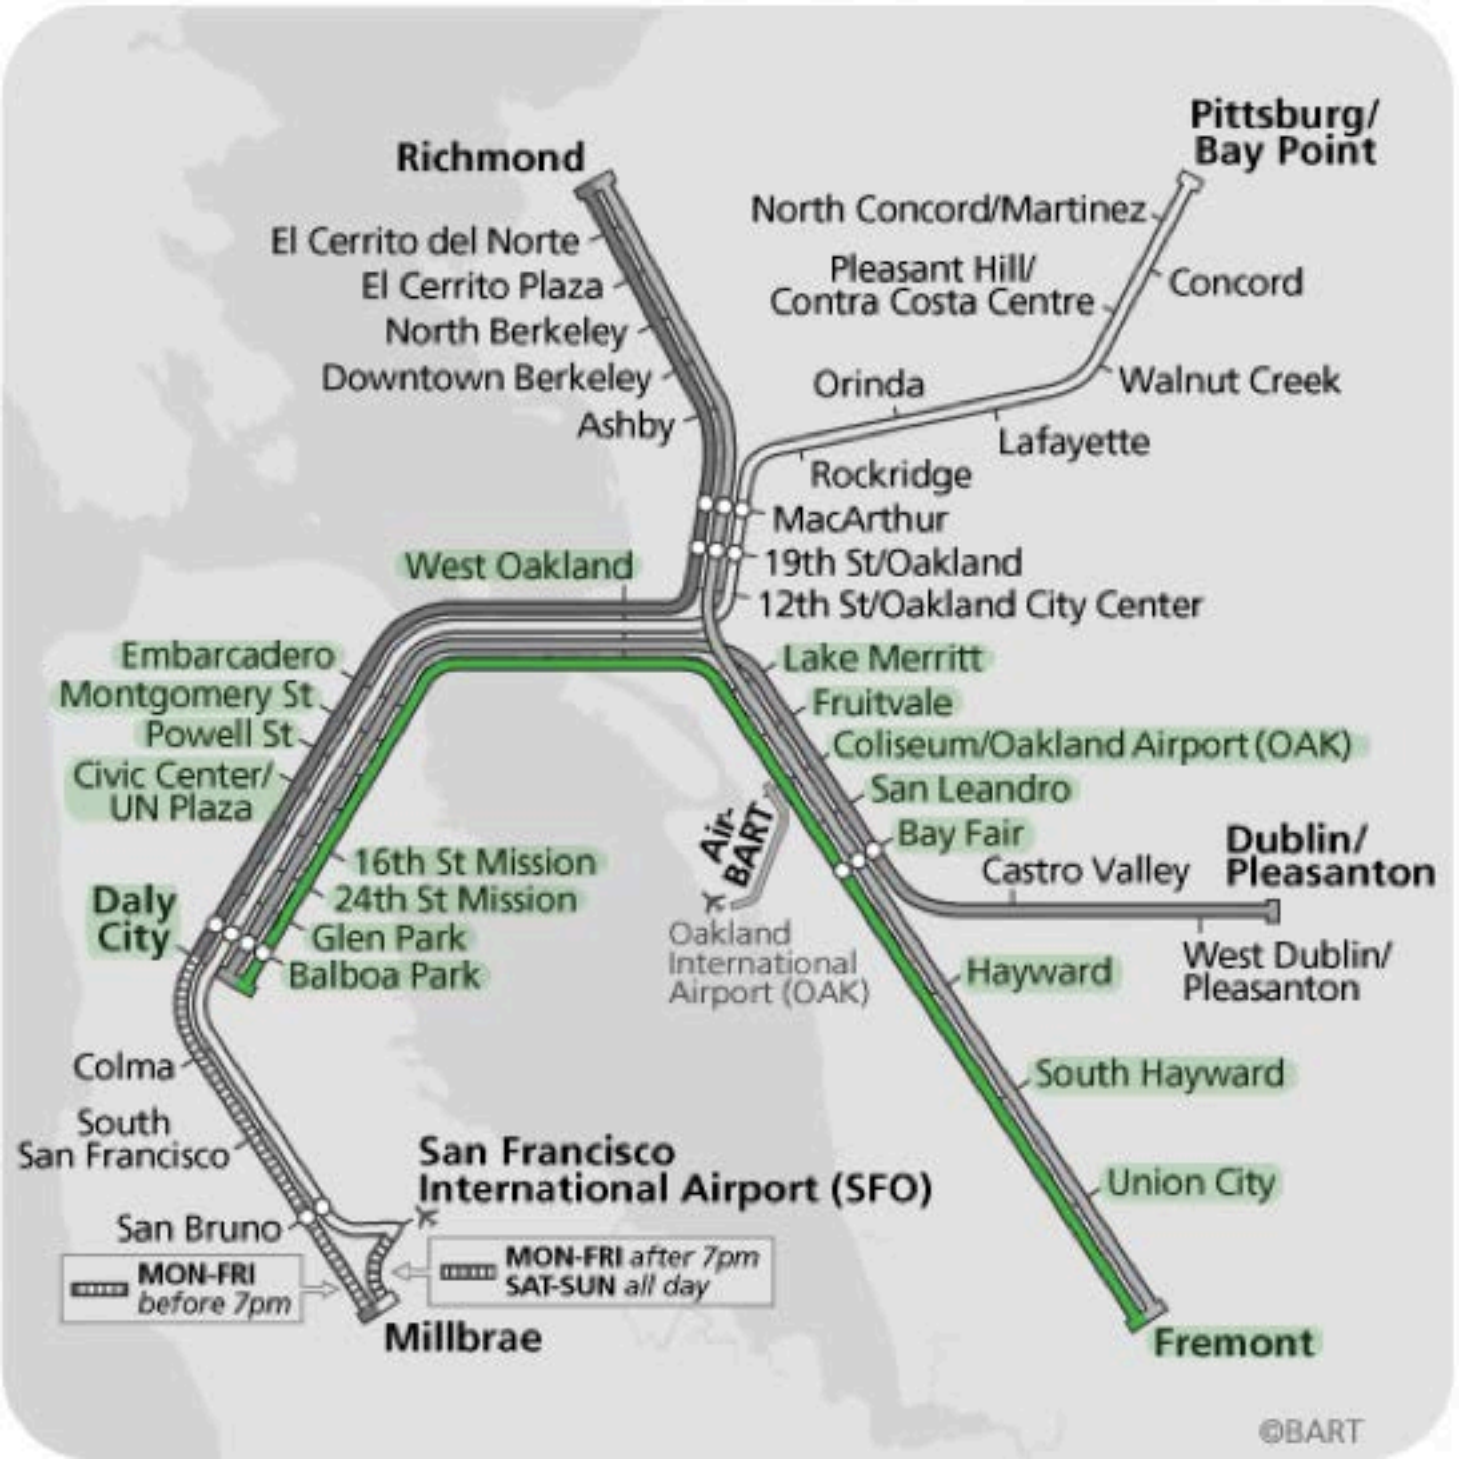 Pittsburg/
Bay Point
Richmond
North Concord/Martinez
El Cerrito del Norte
Pleasant Hill/
Contra Costa Centre
Concord
El Cerrito Plaza
North Berkeley
Downtown Berkeley
Orinda
Walnut Creek
Ashby
Lafayette
Rockridge
MacArthur
West Oakland
19th St/Oakland
12th St/Oakland City Center
Embarcadero
Lake Merritt
Montgomery St
Fruitvale
Powell St
Coliseum/Oakland Airport (OAK)
Civic Center/
UN Plaza
San Leandro
Air-
BART
Bay Fair
Dublin/
Pleasanton
16th St Mission
Castro Valley
24th St Mission
Daly
City
Glen Park
Oakland
International
Airport (OAK)
Balboa Park
Hayward
West Dublin/
Pleasanton
Colma
South Hayward
South
San Francisco
San Francisco
International Airport (SFO)
Union City
San Bruno
MON-FRI
before 7pm
MON-FRI after 7pm
SAT-SUN all day
Millbrae
Fremont
©BART